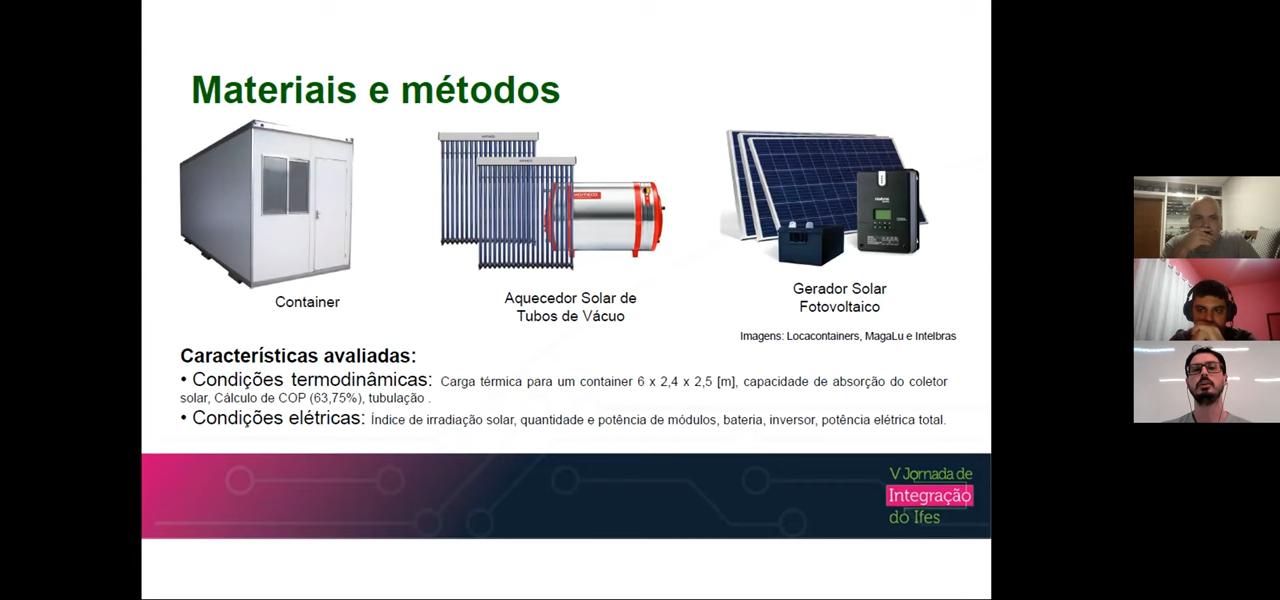 Materiais e métodos
Container
Aquecedor Solar de
Tubos de Vácuo
Gerador Solar
Fotovoltaico
Imagens: Locacontainers, MagaLu e Intelbras
Características avaliadas:
• Condições termodinâmicas: Carga térmica para um container 6 x 2,4 x 2,5 [m], capacidade de absorção do coletor
solar, Cálculo de COP (63,75%), tubulação .
• Condições elétricas: Índice de irradiação solar, quantidade e potência de módulos, bateria, inversor, potência elétrica total.
V Jornada de
Integração
do Ifes